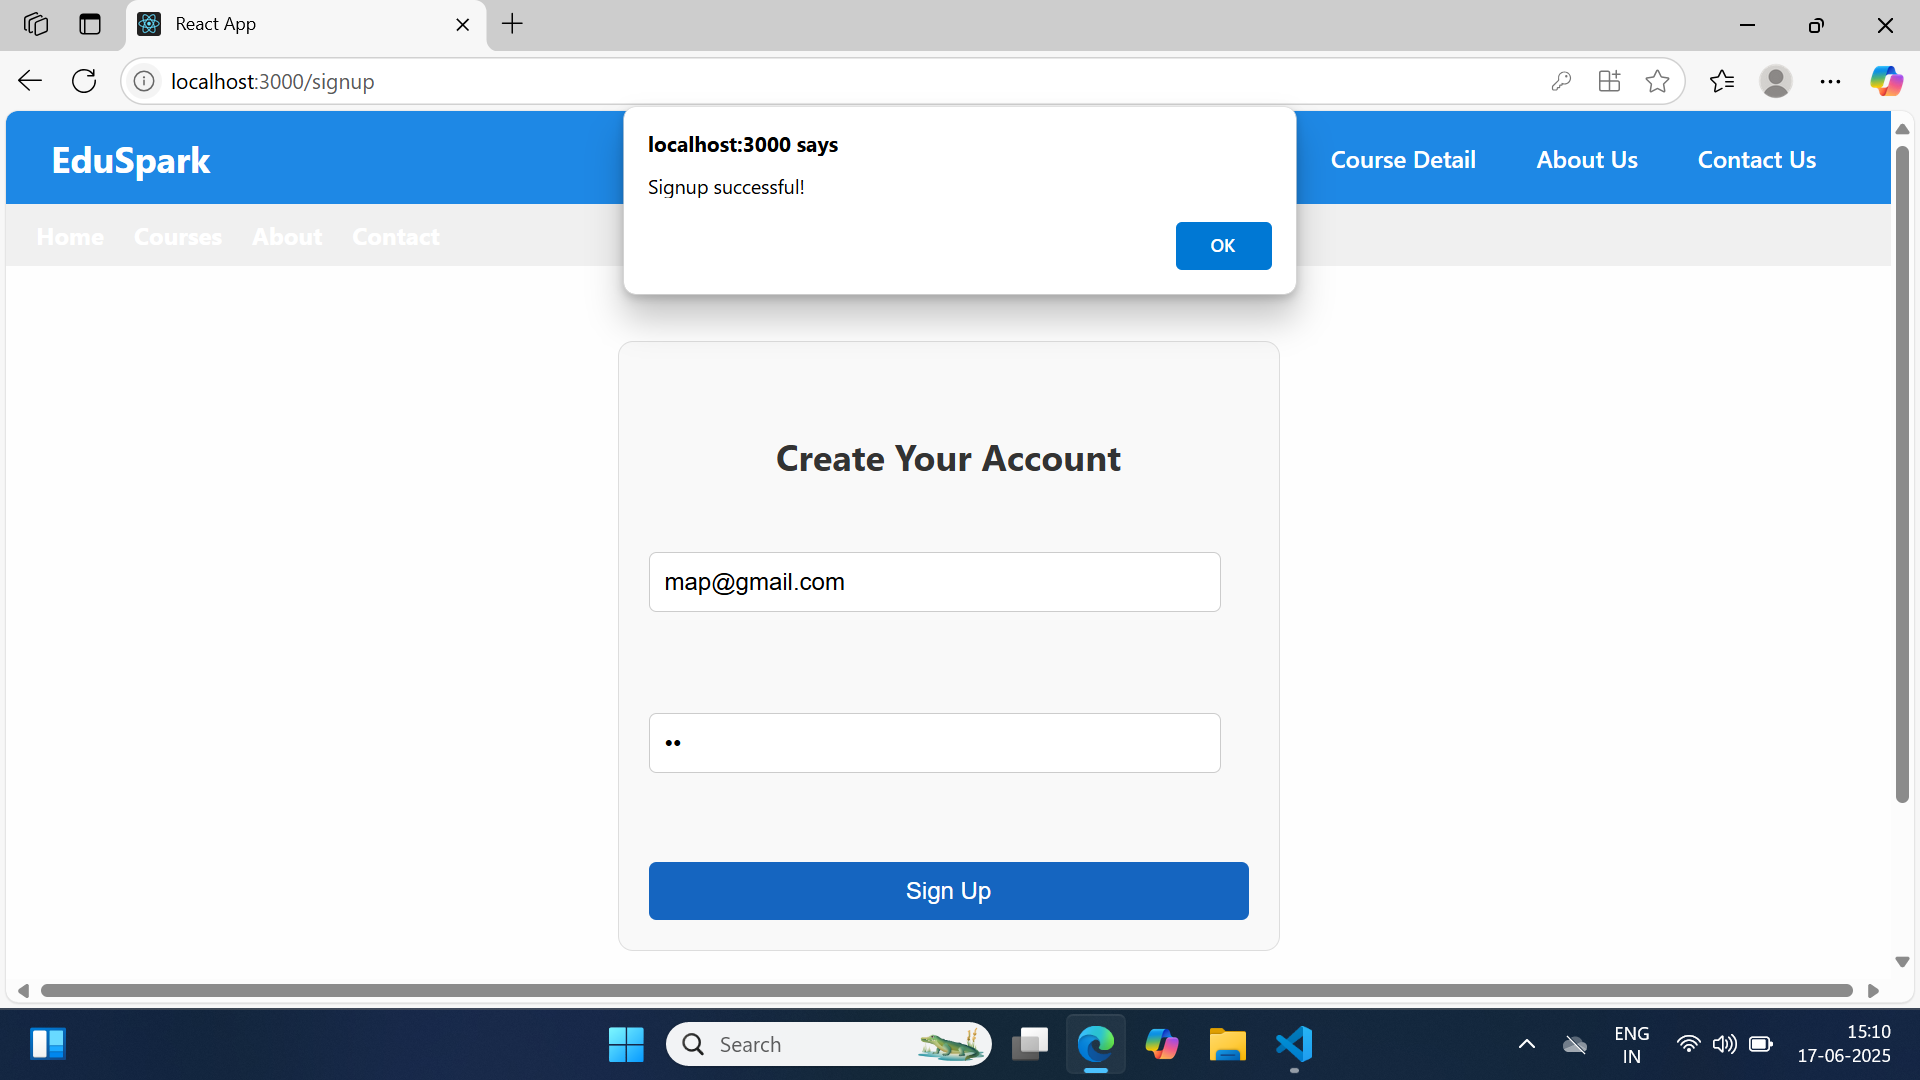 React App
localhost:3000/signup
localhost:3000 says
Signup successful!
OK
EduSpark
Course Detail
About Us
Contact Us
Home
Courses
About
Contact
Create Your Account
map@gmail.com
••
Sign Up
Search
ENG
IN
15:10
17-06-2025